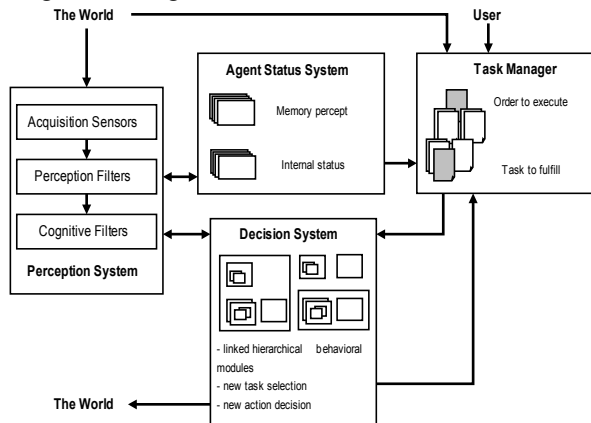 The World
User
Agent Status System
Memory percept
Internal status
Task Manager
Order to execute
Task to fulfill
Acquisition Sensors
Perception Filters
Cognitive Filters
Perception System
Decision System
- linked hierarchical behavioral
modules
- new task selection
- new action decision
The World